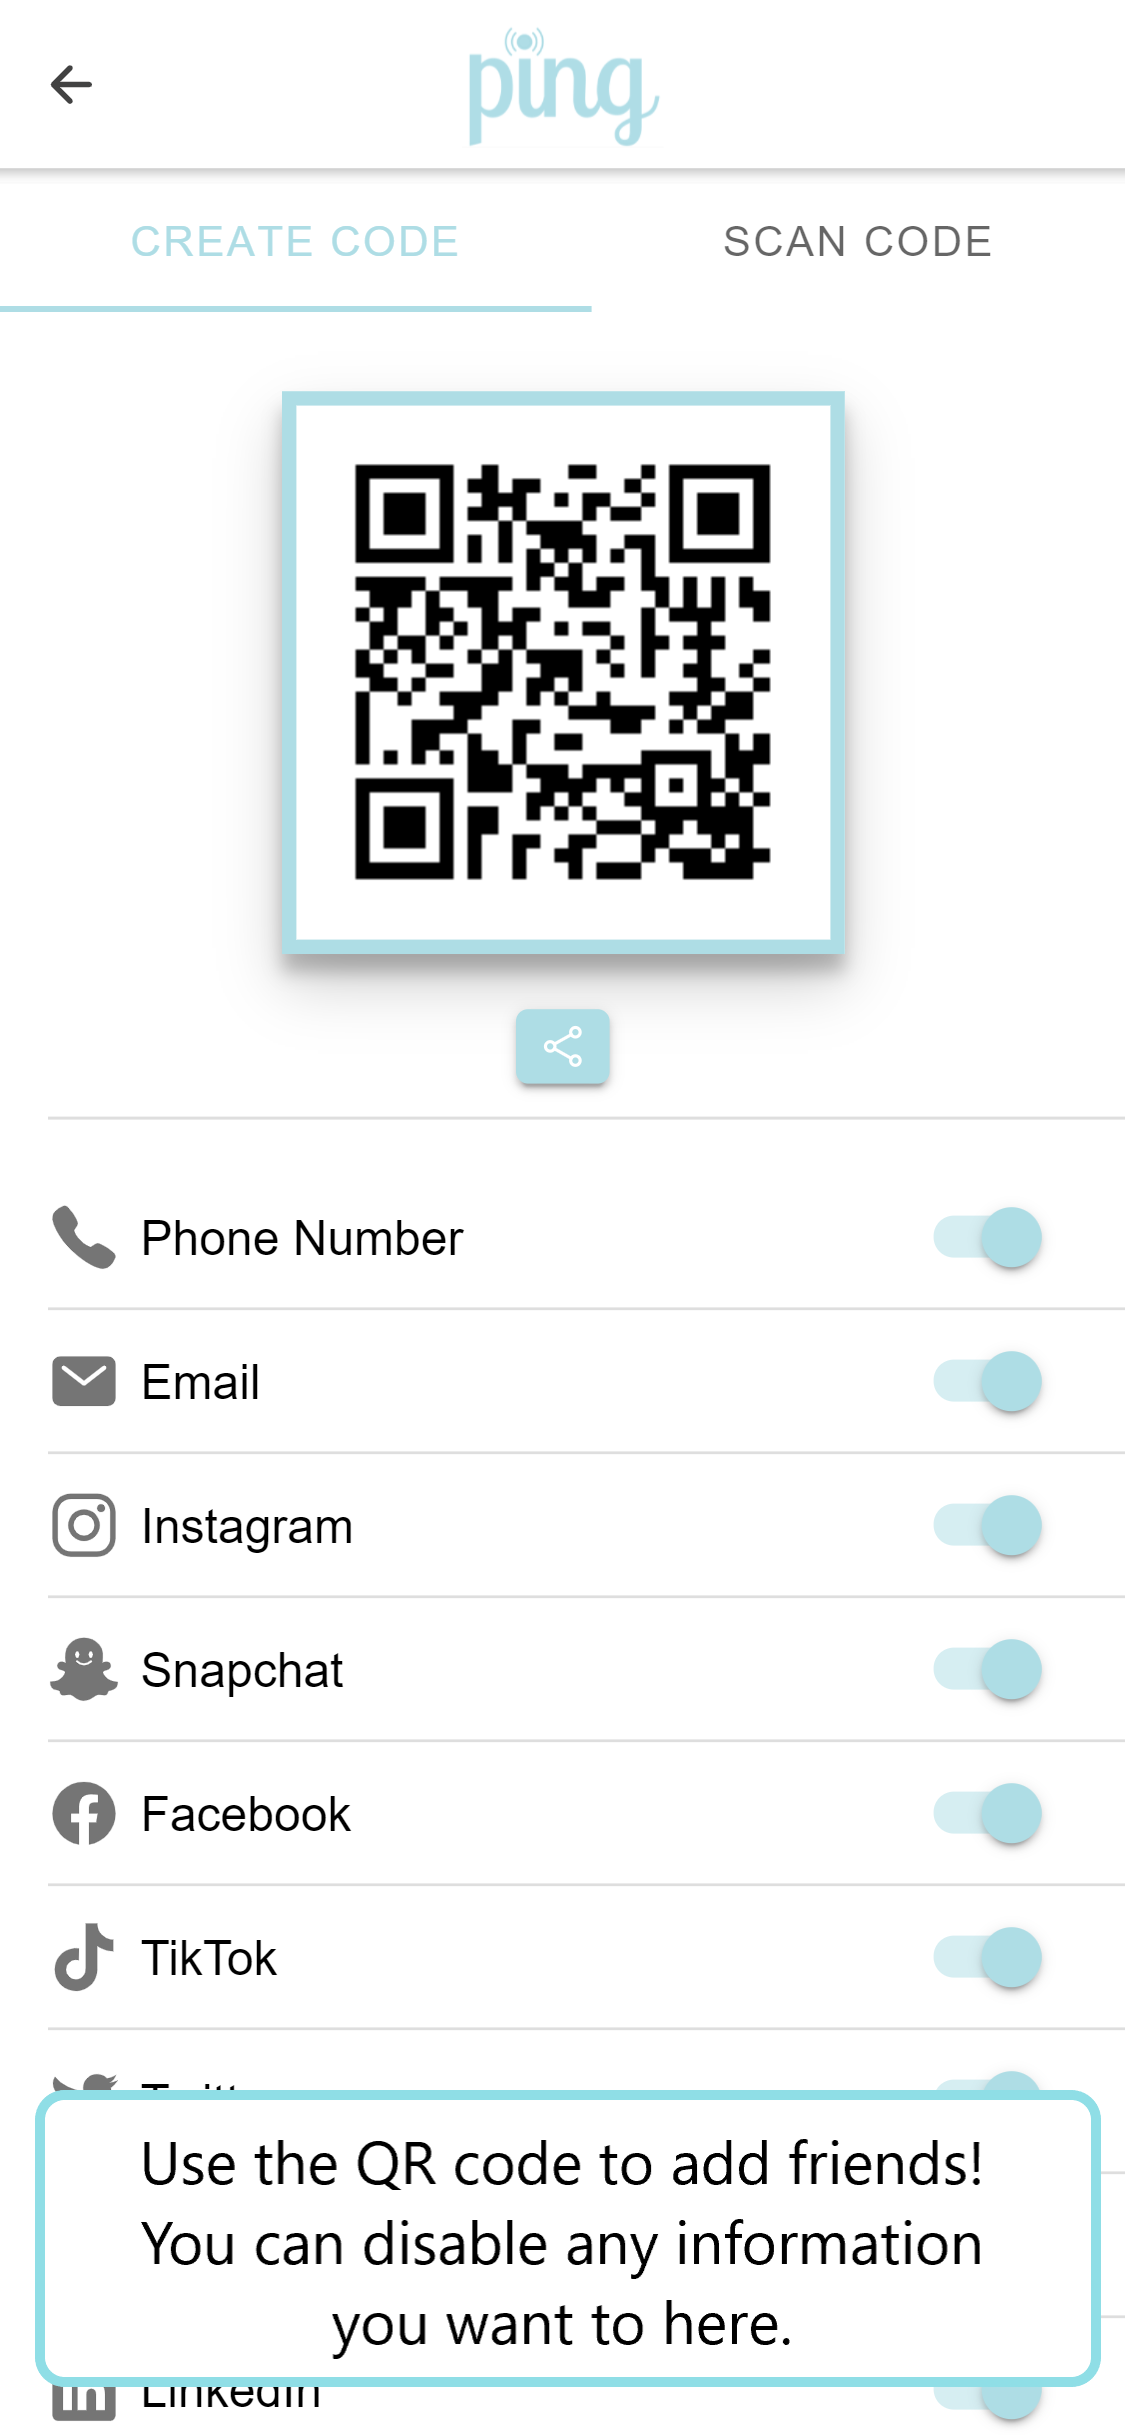 ping
CREATE CODE SCAN CODE
Phone Number
Email
Instagram
Snapchat
Facebook
TikTok
Use the QR code to add friends!
You can disable any information
you want to here.
LinkedIn